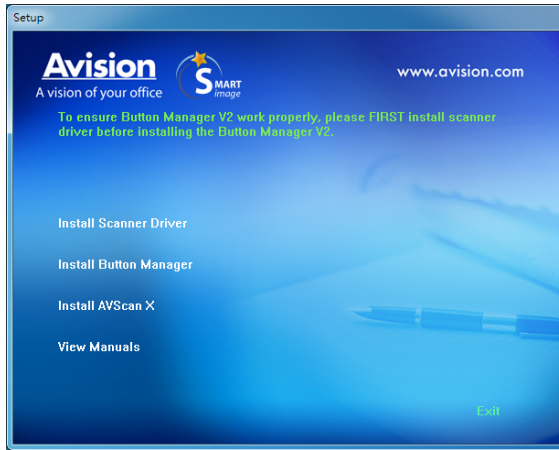 Setup
Avision
A vision of your office
SMART
image
www.avision.com
To ensure Button Manager V2 work properly, please FIRST install scanner
driver before installing the Button Manager V2.
Install Scanner Driver
Install Button Manager
Install AVScan X
View Manuals
Exit